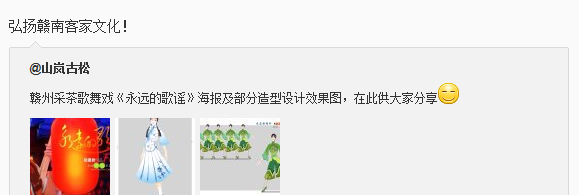 弘扬赣南客家文化！
@山岚古松
赣州采茶歌舞戏《永远的歌谣》海报及部分造型设计效果图，在此供大家分享